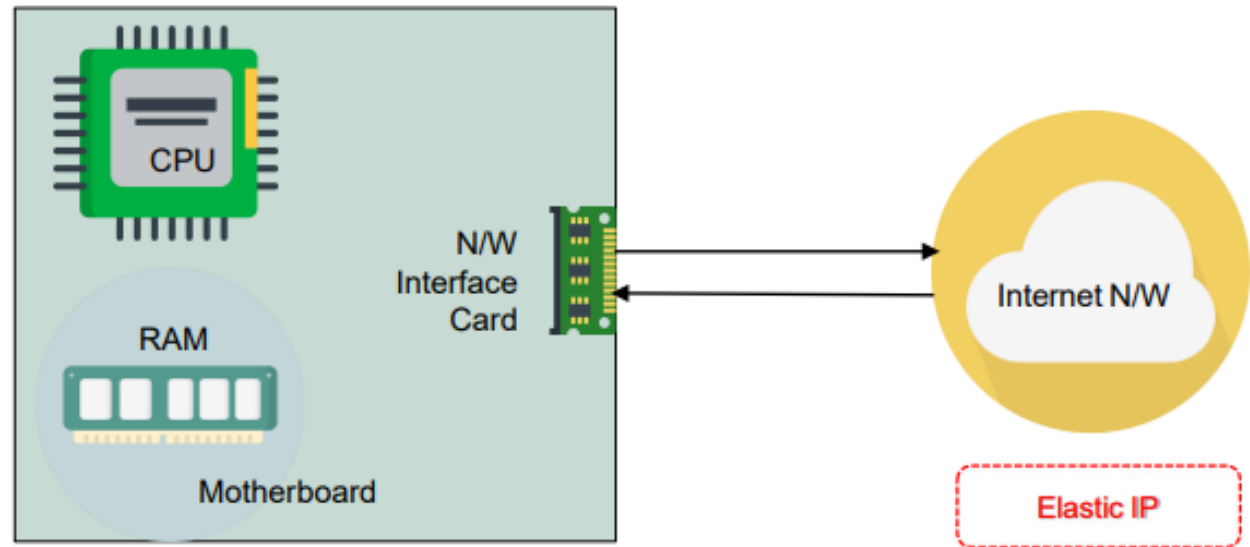 CPU
N/W
Interface
Card
Internet N/W
RAM
Motherboard
Elastic IP